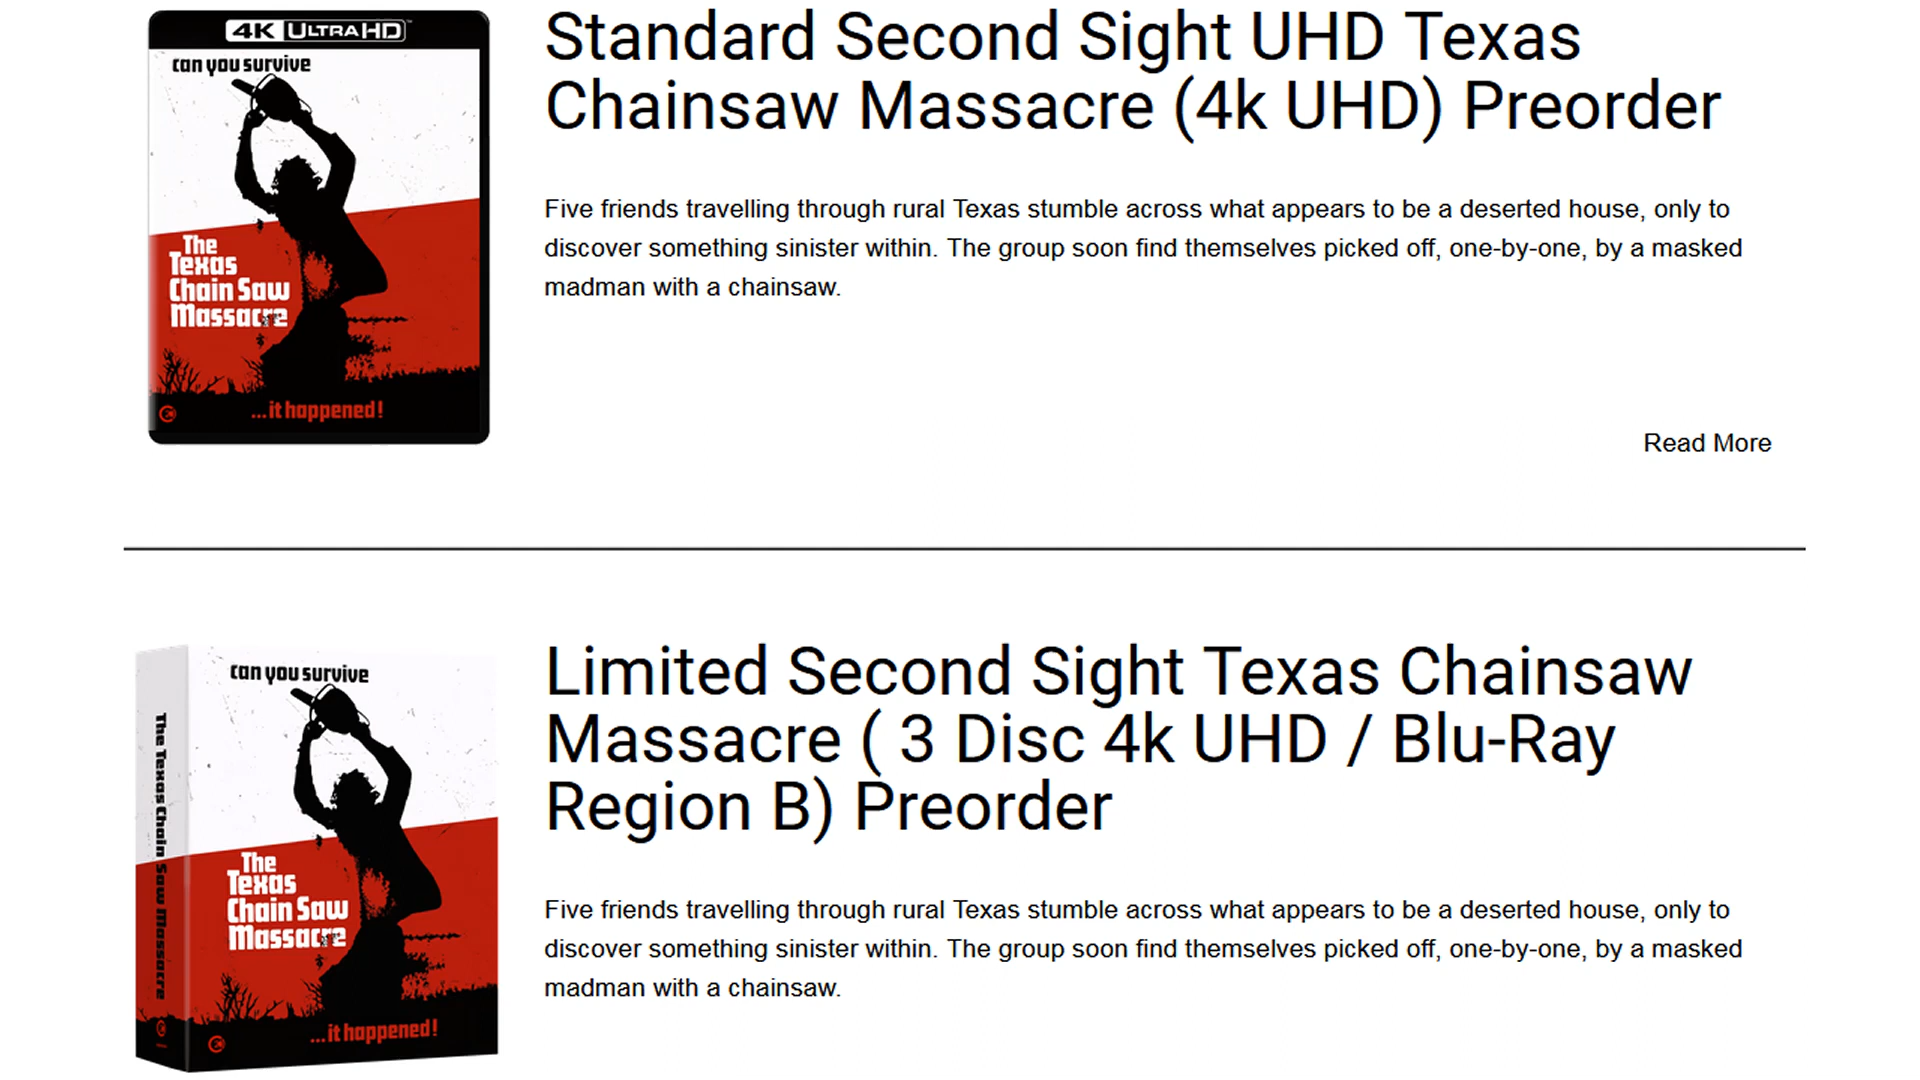 4K ULTRA HD
can you survive
The
Texas
Chain Saw
Massacre
...it happened!
Standard Second Sight UHD Texas
Chainsaw Massacre (4k UHD) Preorder
Five friends travelling through rural Texas stumble across what appears to be a deserted house, only to
discover something sinister within. The group soon find themselves picked off, one-by-one, by a masked
madman with a chainsaw.
Read More
The Texas Chain Saw Massacre
can you survive
The
Texas
Chain Saw
Massacre
...it happened!
Limited Second Sight Texas Chainsaw
Massacre ( 3 Disc 4k UHD / Blu-Ray
Region B) Preorder
Five friends travelling through rural Texas stumble across what appears to be a deserted house, only to
discover something sinister within. The group soon find themselves picked off, one-by-one, by a masked
madman with a chainsaw.